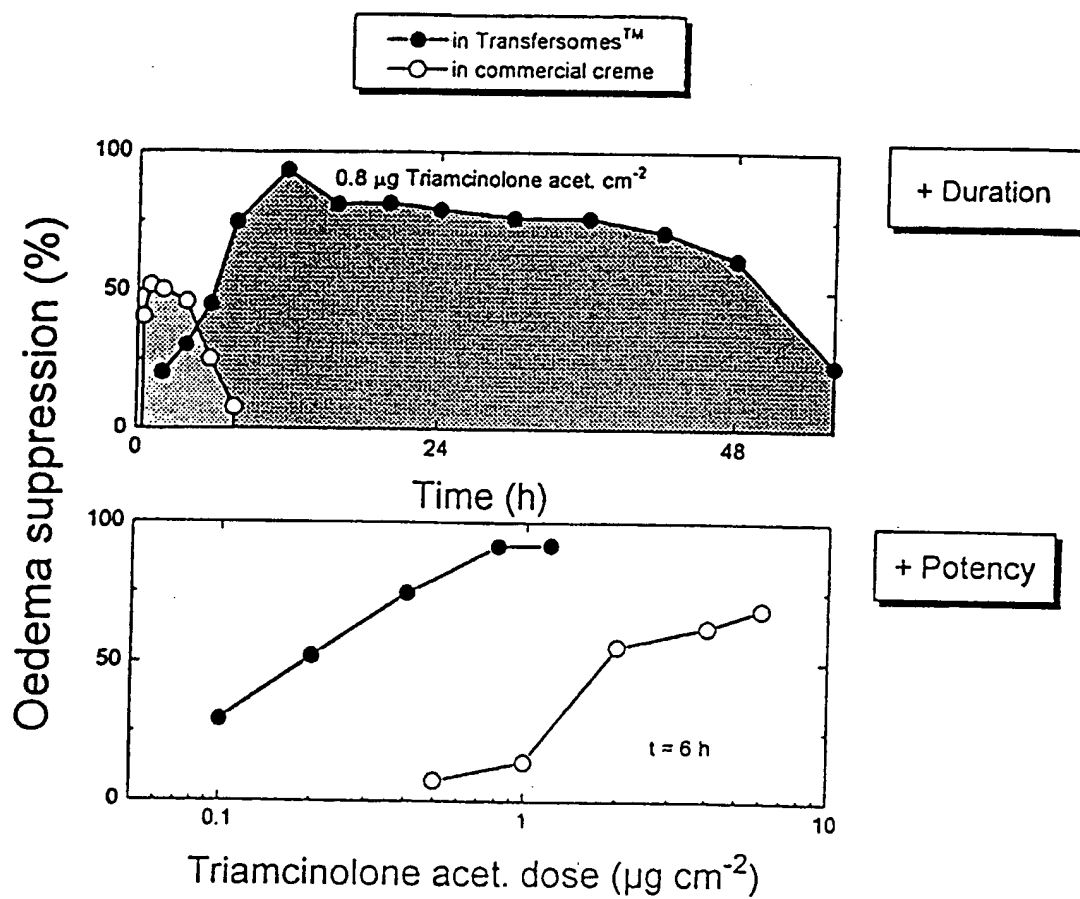 in Transfersomes™
in commercial creme
100
50
0
0.8 µg Triamcinolone acet. cm-2
+ Duration
0
24
48
Time (h)
Oedema suppression (%)
100
50
0
t = 6 h
+ Potency
0.1
1
10
Triamcinolone acet. dose (µg cm-2)